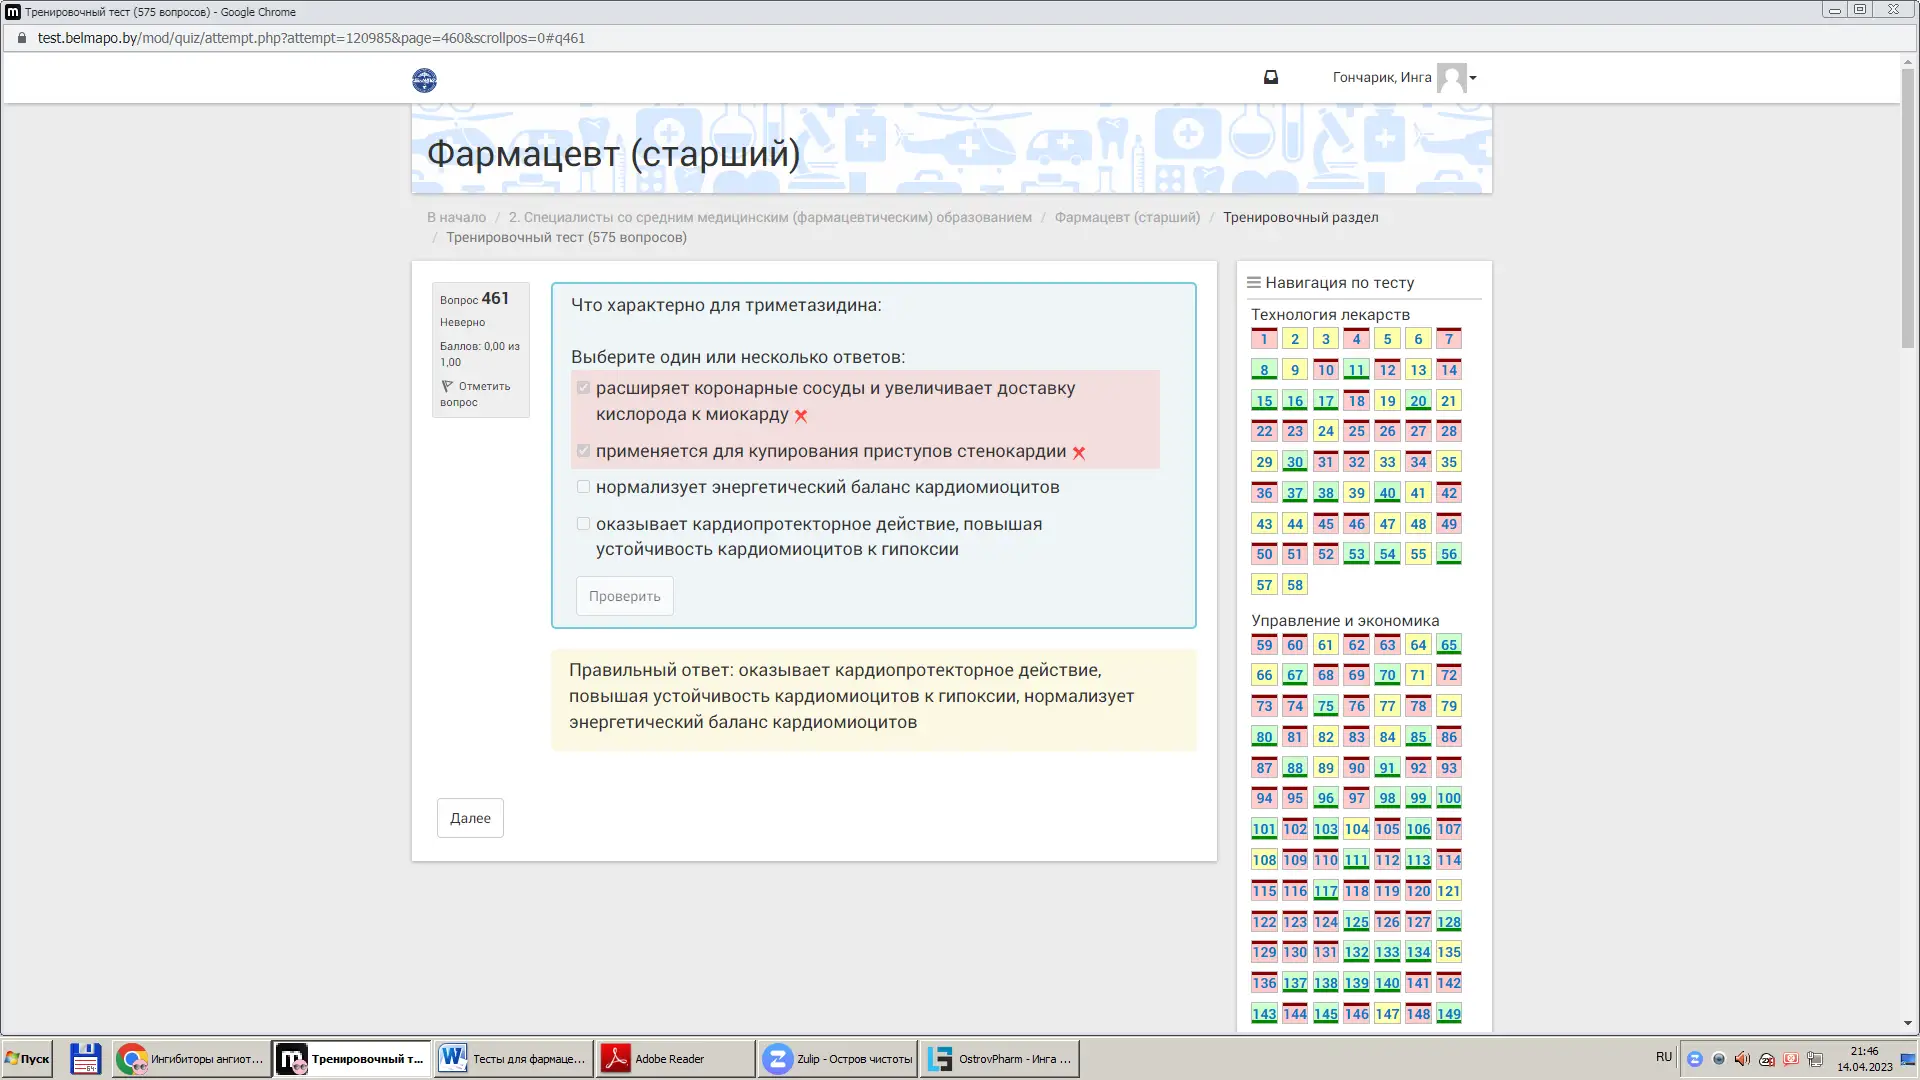 Тренировочный тест (575 вопросов) - Google Chrome
test.belmapo.by/mod/quiz/attempt.php?attempt=120985&page=460&scrollpos=0#q461
Гончарик, Инга
Фармацевт (старший)
В начало / 2. Специалисты со средним медицинским (фармацевтическим) образованием / Фармацевт (старший) / Тренировочный раздел
/ Тренировочный тест (575 вопросов)
Вопрос 461
Неверно
Баллов: 0,00 из
1,00
Отметить
вопрос
Что характерно для триметазидина:
Выберите один или несколько ответов:
расширяет коронарные сосуды и увеличивает доставку
кислорода к миокарду
применяется для купирования приступов стенокардии
нормализует энергетический баланс кардиомиоцитов
оказывает кардиопротекторное действие, повышая
устойчивость кардиомиоцитов к гипоксии
Проверить
Правильный ответ: оказывает кардиопротекторное действие,
повышая устойчивость кардиомиоцитов к гипоксии, нормализует
энергетический баланс кардиомиоцитов
Далее
Навигация по тесту
Технология лекарств
1 2 3 4 5 6 7
8 9 10 11 12 13 14
15 16 17 18 19 20 21
22 23 24 25 26 27 28
29 30 31 32 33 34 35
36 37 38 39 40 41 42
43 44 45 46 47 48 49
50 51 52 53 54 55 56
57 58
Управление и экономика
59 60 61 62 63 64 65
66 67 68 69 70 71 72
73 74 75 76 77 78 79
80 81 82 83 84 85 86
87 88 89 90 91 92 93
94 95 96 97 98 99 100
101 102 103 104 105 106 107
108 109 110 111 112 113 114
115 116 117 118 119 120 121
122 123 124 125 126 127 128
129 130 131 132 133 134 135
136 137 138 139 140 141 142
143 144 145 146 147 148 149
Пуск
Ингибиторы ангиот...
Тренировочный т...
Тесты для фармаце...
Adobe Reader
Zulip - Остров чистоты
OstrovPharm - Инга ...
RU
21:46
14.04.2023